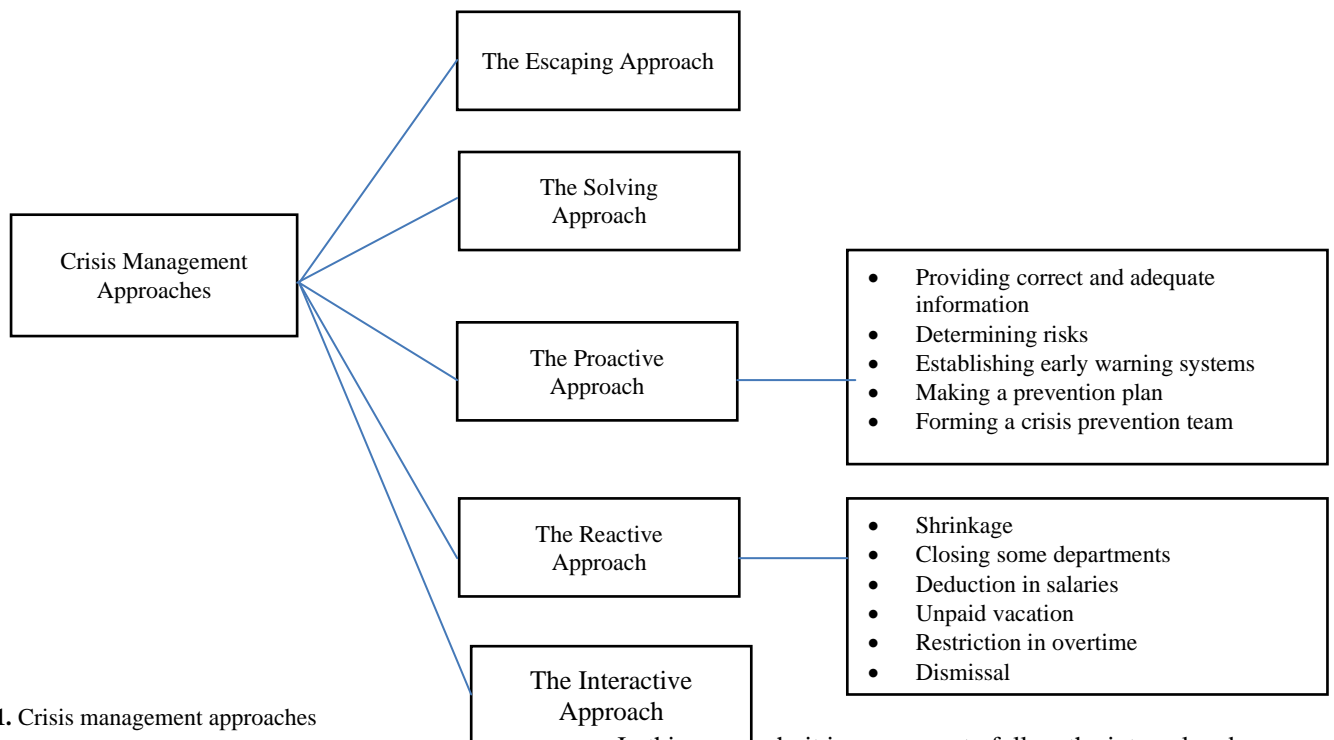 The Escaping Approach
The Solving
Approach
Crisis Management
Approaches
The Proactive
Approach
• Providing correct and adequate
information
• Determining risks
• Establishing early warning systems
• Making a prevention plan
• Forming a crisis prevention team
The Reactive
Approach
• Shrinkage
• Closing some departments
• Deduction in salaries
• Unpaid vacation
• Restriction in overtime
• Dismissal
The Interactive
Approach
1. Crisis management approaches